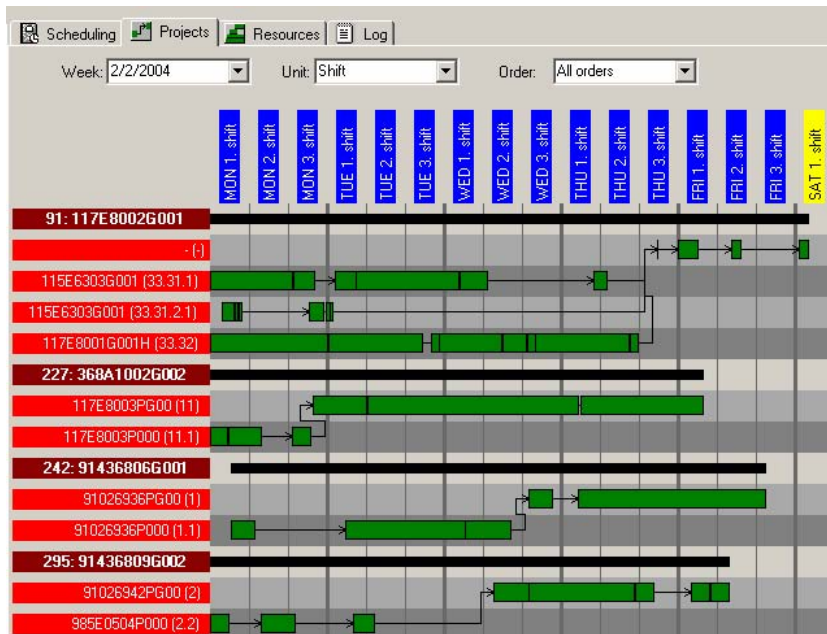 Scheduling Projects Resources Log
Week: 2/2/2004 Unit: Shift Order: All orders
MON 1. shift
MON 2. shift
MON 3. shift
TUE 1. shift
TUE 2. shift
TUE 3. shift
WED 1. shift
WED 2. shift
WED 3. shift
THU 1. shift
THU 2. shift
THU 3. shift
FRI 1. shift
FRI 2. shift
FRI 3. shift
SAT 1. shift
91: 117E8002G001
- (-)
115E6303G001 (33.31.1)
115E6303G001 (33.31.2.1)
117E8001G001H (33.32)
227: 368A1002G002
117E8003PG00 (11)
117E8003P000 (11.1)
242: 91436806G001
91026936PG00 (1)
91026936P000 (1.1)
295: 91436809G002
91026942PG00 (2)
985E0504P000 (2.2)